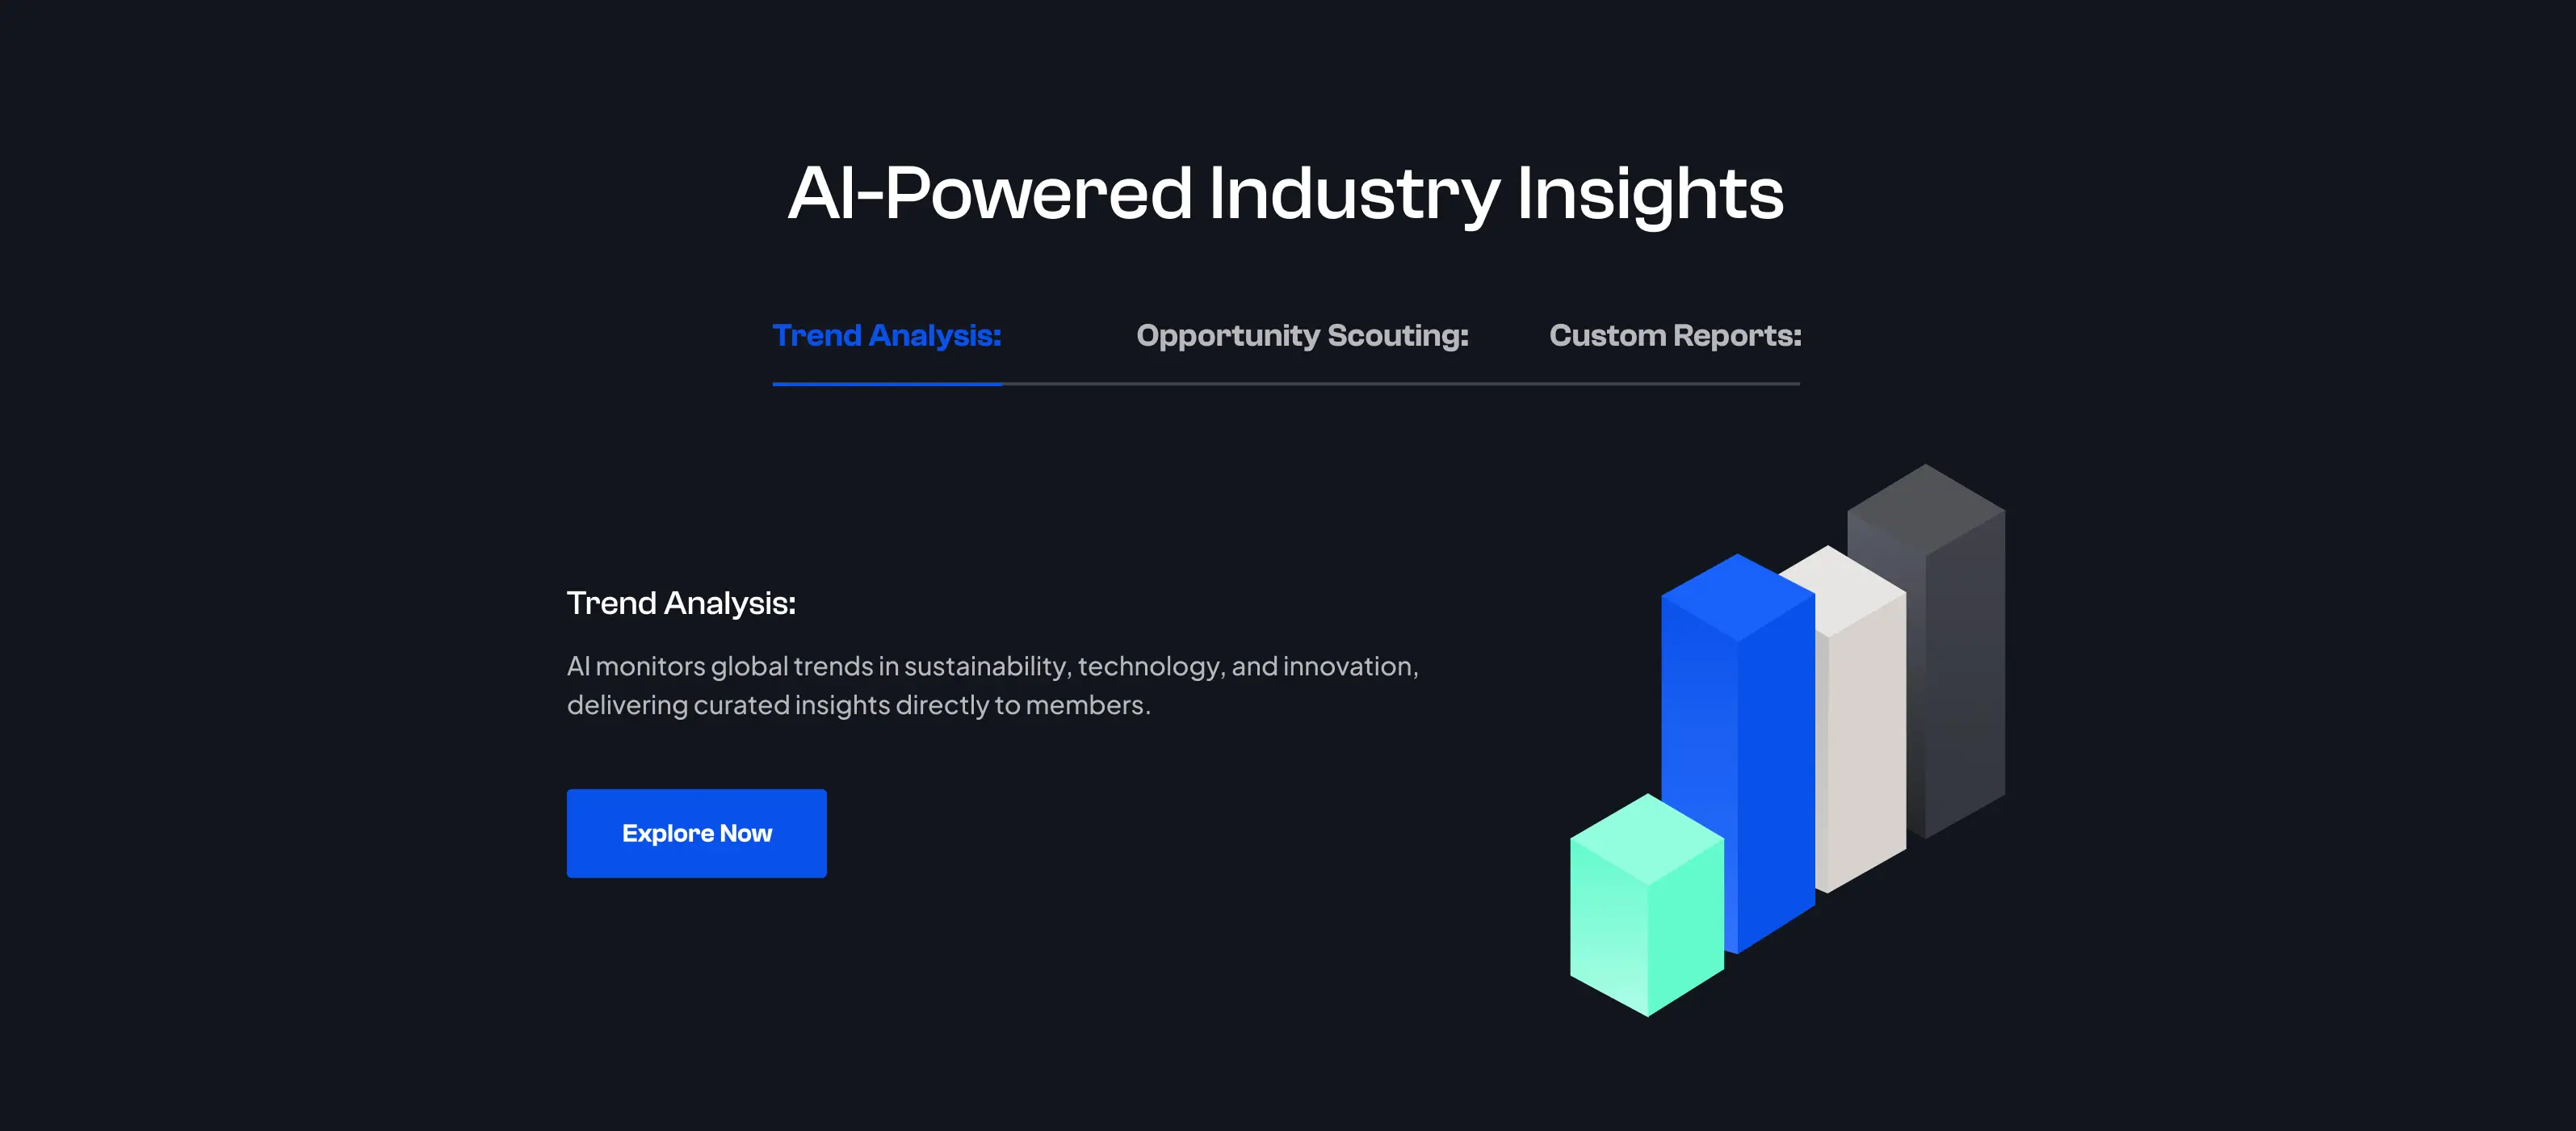 AI-Powered Industry Insights
Trend Analysis:
Opportunity Scouting:
Custom Reports:
Trend Analysis:
AI monitors global trends in sustainability, technology, and innovation,
delivering curated insights directly to members.
Explore Now